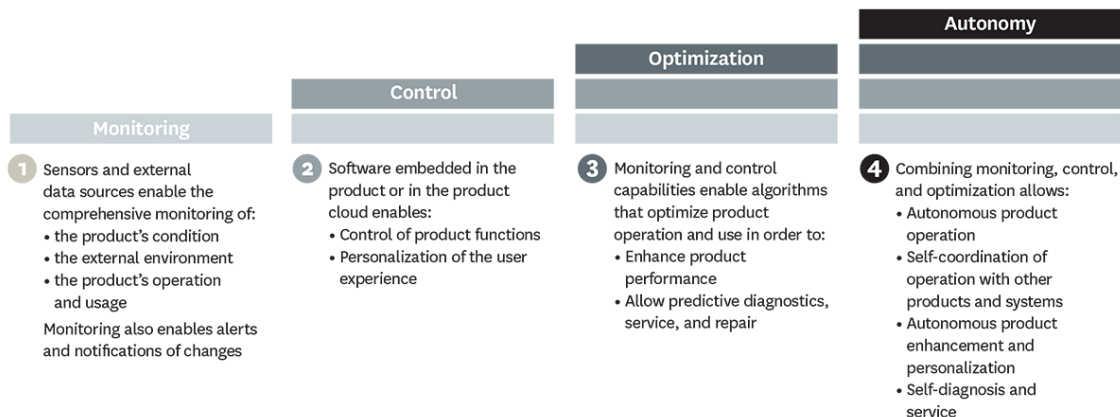 Monitoring
1
Sensors and external
data sources enable the
comprehensive monitoring of:
• the product's condition
• the external environment
• the product's operation
and usage
Monitoring also enables alerts
and notifications of changes
Control
2
Software embedded in the
product or in the product
cloud enables:
• Control of product functions
• Personalization of the user
experience
Optimization
3
Monitoring and control
capabilities enable algorithms
that optimize product
operation and use in order to:
• Enhance product
performance
• Allow predictive diagnostics,
service, and repair
Autonomy
4
Combining monitoring, control,
and optimization allows:
• Autonomous product
operation
• Self-coordination of
operation with other
products and systems
• Autonomous product
enhancement and
personalization
• Self-diagnosis and
service